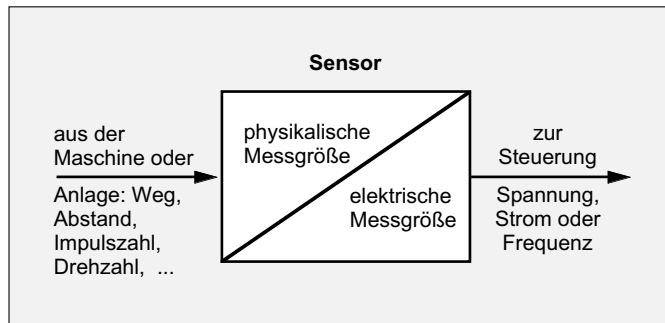 Sensor
aus der
Maschine oder
Anlage: Weg,
Abstand,
Impulszahl,
Drehzahl, ...
physikalische
Messgröße
elektrische
Messgröße
zur
Steuerung
Spannung,
Strom oder
Frequenz